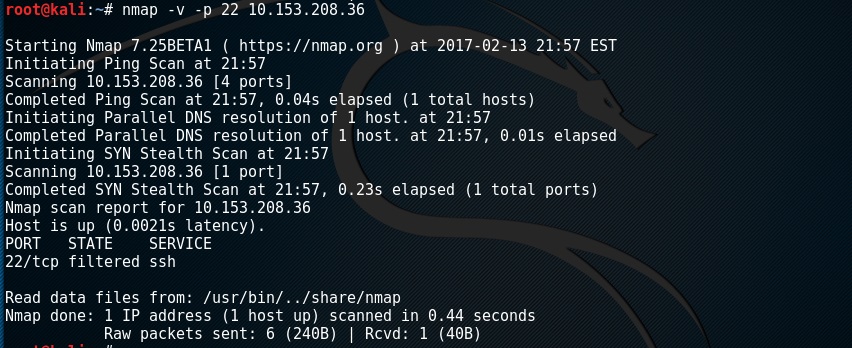 root@kali:~# nmap -v -p 22 10.153.208.36
Starting Nmap 7.25BETA1 ( https://nmap.org ) at 2017-02-13 21:57 EST
Initiating Ping Scan at 21:57
Scanning 10.153.208.36 [4 ports]
Completed Ping Scan at 21:57, 0.04s elapsed (1 total hosts)
Initiating Parallel DNS resolution of 1 host. at 21:57
Completed Parallel DNS resolution of 1 host. at 21:57, 0.01s elapsed
Initiating SYN Stealth Scan at 21:57
Scanning 10.153.208.36 [1 port]
Completed SYN Stealth Scan at 21:57, 0.23s elapsed (1 total ports)
Nmap scan report for 10.153.208.36
Host is up (0.0021s latency).
PORT   STATE    SERVICE
22/tcp filtered ssh
Read data files from: /usr/bin/../share/nmap
Nmap done: 1 IP address (1 host up) scanned in 0.44 seconds
           Raw packets sent: 6 (240B) | Rcvd: 1 (40B)